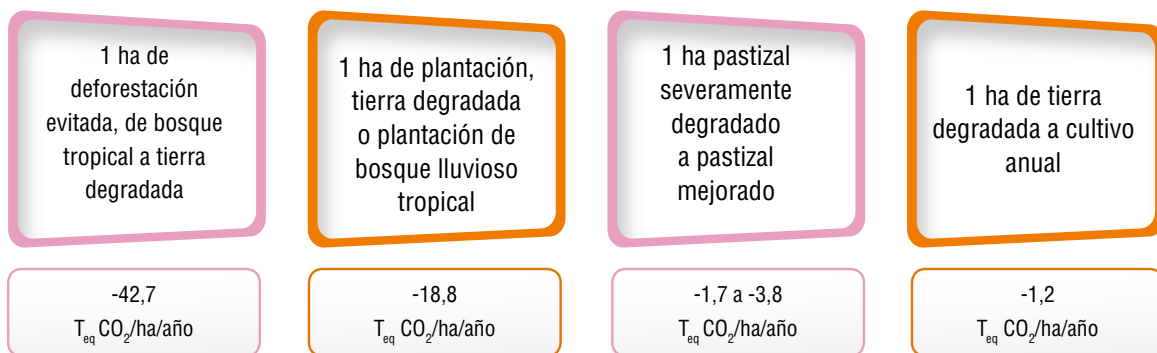 1 ha de
deforestación
evitada, de bosque
tropical a tierra
degradada
1 ha de plantación,
tierra degradada
o plantación de
bosque lluvioso
tropical
1 ha pastizal
severamente
degradado
a pastizal
mejorado
1 ha de tierra
degradada a cultivo
anual
-42,7
Teq CO2/ha/año
-18,8
Teq CO2/ha/año
-1,7 a -3,8
Teq CO2/ha/año
-1,2
Teq CO2/ha/año